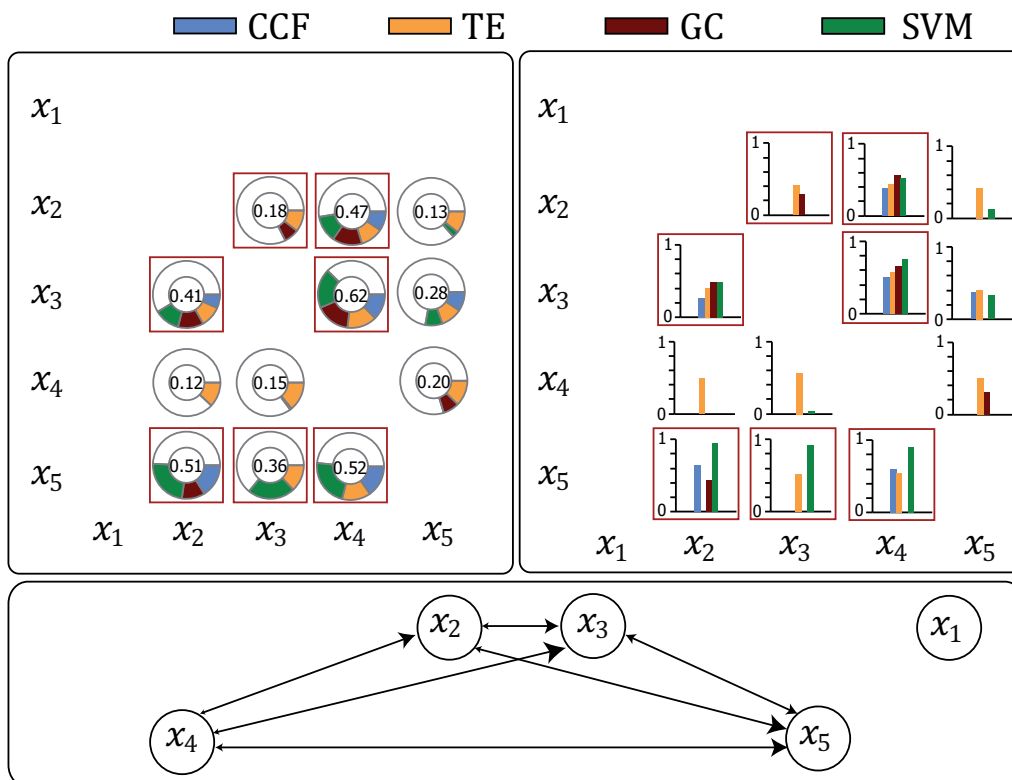 CCF TE GC SVM
x1
x2 0.18 0.47 0.13
x3 0.41 0.62 0.28
x4 0.12 0.15 0.20
x5 0.51 0.36 0.52
x1 x2 x3 x4 x5
x1
x2 1 0 1 0 1 0
x3 1 0 1 0 1 0
x4 1 0 1 0 1 0
x5 1 0 1 0 1 0
x1 x2 x3 x4 x5
x2 x3 x1
x4 x5